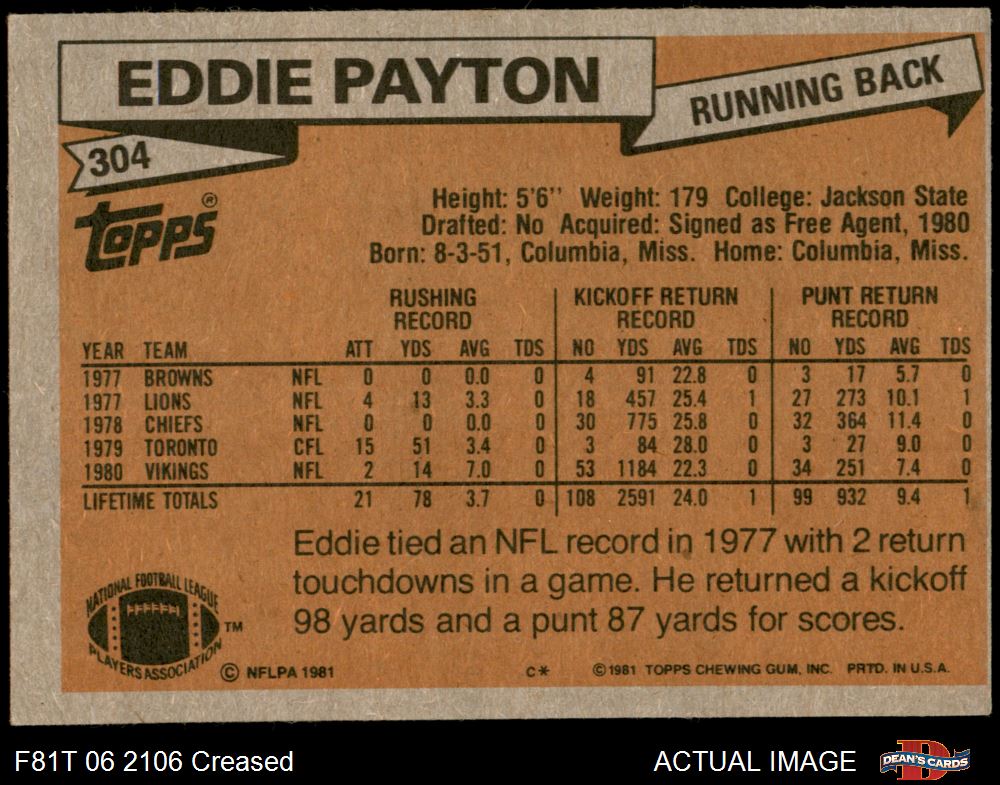 EDDIE PAYTON
RUNNING BACK
304
TOPPS®
Height: 5'6'' Weight: 179 College: Jackson State
Drafted: No Acquired: Signed as Free Agent, 1980
Born: 8-3-51, Columbia, Miss. Home: Columbia, Miss.
RUSHING RECORD KICKOFF RETURN RECORD PUNT RETURN RECORD
YEAR TEAM ATT YDS AVG TDS NO YDS AVG TDS NO YDS AVG TDS
1977 BROWNS NFL 0 0 0.0 0 4 91 22.8 0 3 17 5.7 0
1977 LIONS NFL 4 13 3.3 0 18 457 25.4 1 27 273 10.1 1
1978 CHIEFS NFL 0 0 0.0 0 30 775 25.8 0 32 364 11.4 0
1979 TORONTO CFL 15 51 3.4 0 3 84 28.0 0 3 27 9.0 0
1980 VIKINGS NFL 2 14 7.0 0 53 1184 22.3 0 34 251 7.4 0
LIFETIME TOTALS 21 78 3.7 0 108 2591 24.0 1 99 932 9.4 1
Eddie tied an NFL record in 1977 with 2 return
touchdowns in a game. He returned a kickoff
98 yards and a punt 87 yards for scores.
NATIONAL FOOTBALL LEAGUE
PLAYERS ASSOCIATION
TM
© NFLPA 1981 C* ©1981 TOPPS CHEWING GUM, INC. PRTD. IN U.S.A.
F81T 06 2106 Creased ACTUAL IMAGE D DEAN'S CARDS